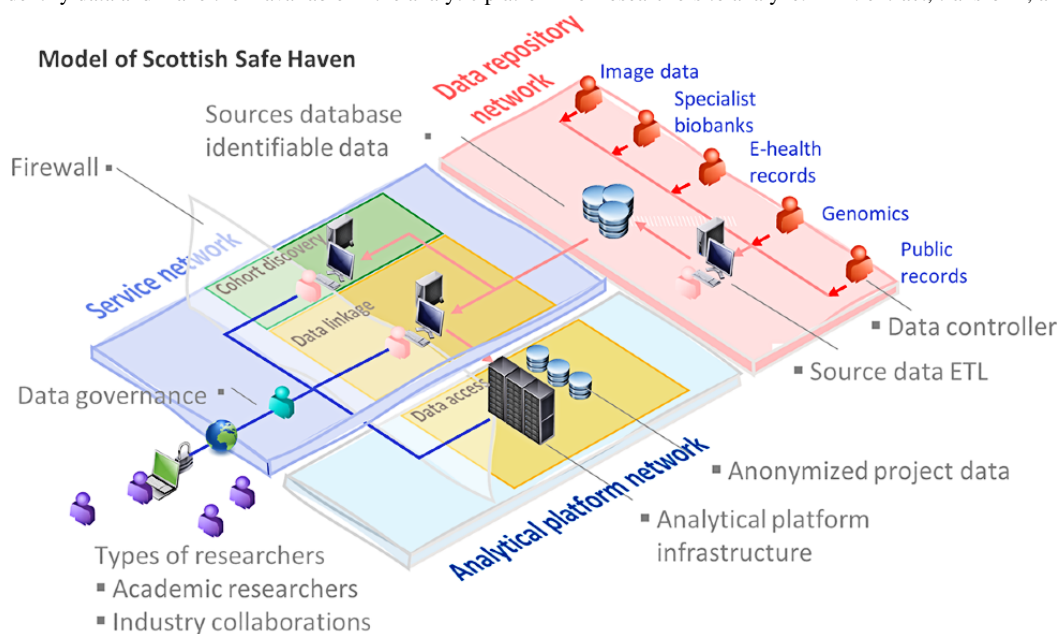 Model of Scottish Safe Haven
Data repository
network
Image data
Specialist
biobanks
E-health
records
Genomics
Public
records
Sources database
identifiable data
Firewall
Service network
Cohort discovery
Data linkage
Data access
Data controller
Source data ETL
Data governance
Anonymized project data
Analytical platform network
Analytical platform
infrastructure
Types of researchers
Academic researchers
Industry collaborations